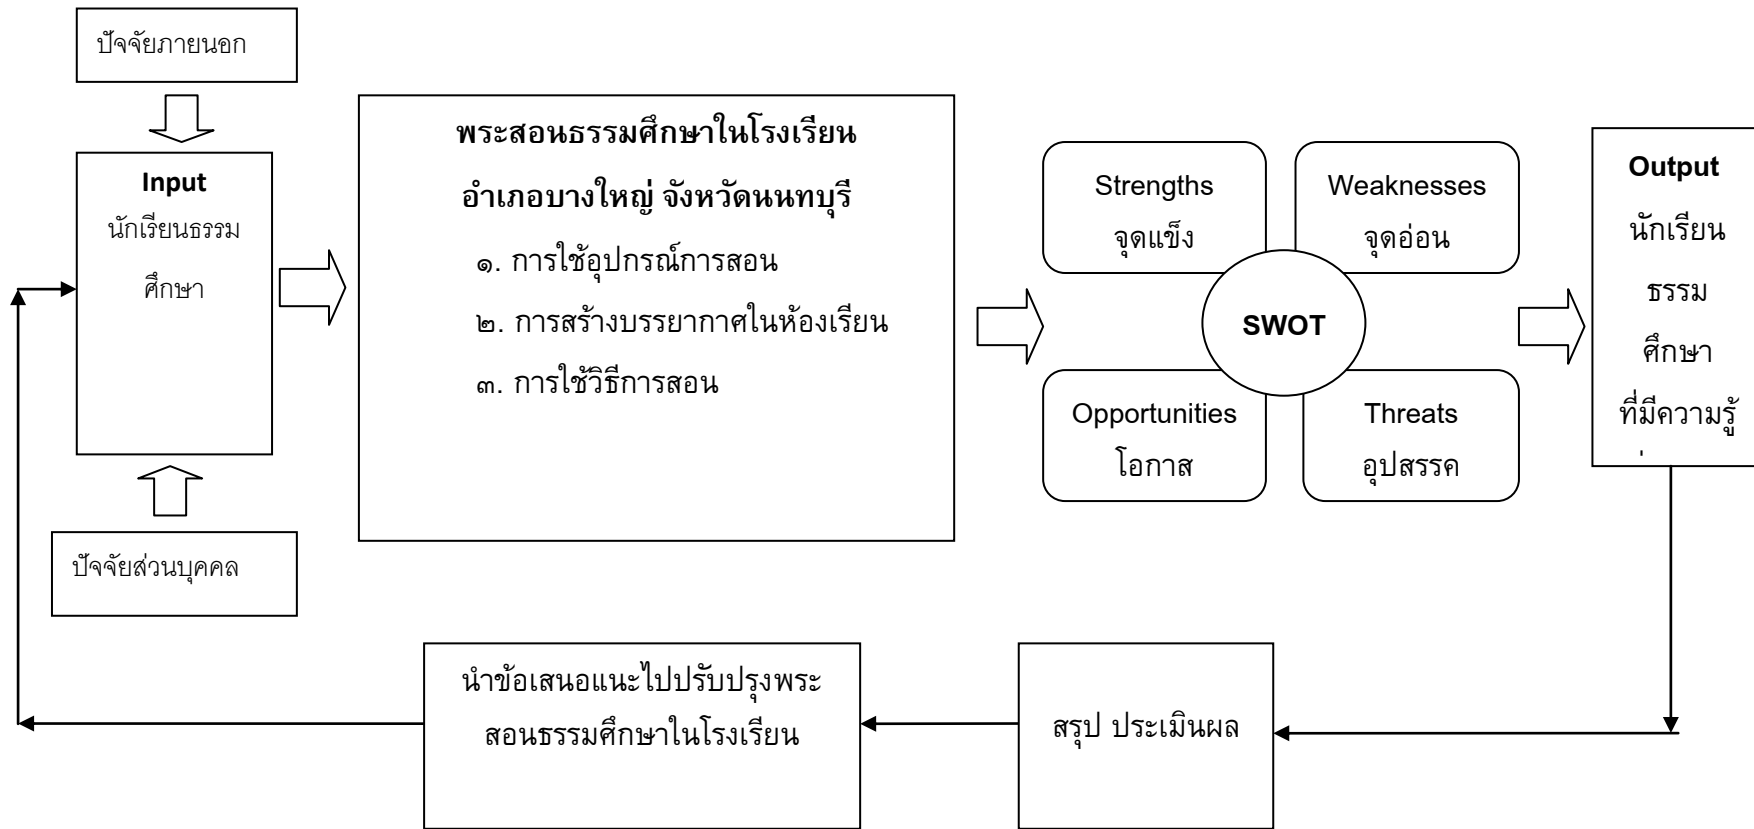 ปัจจัยภายนอก
Input
นักเรียนธรรม
ศึกษา
ปัจจัยส่วนบุคคล
พระสอนธรรมศึกษาในโรงเรียน
อำเภอบางใหญ่ จังหวัดนนทบุรี
๑. การใช้อุปกรณ์การสอน
๒. การสร้างบรรยากาศในห้องเรียน
๓. การใช้วิธีการสอน
Strengths
จุดแข็ง
Weaknesses
จุดอ่อน
SWOT
Opportunities
โอกาส
Threats
อุปสรรค
Output
นักเรียน
ธรรม
ศึกษา
ที่มีความรู้
นำข้อเสนอแนะไปปรับปรุงพระ
สอนธรรมศึกษาในโรงเรียน
สรุป ประเมินผล